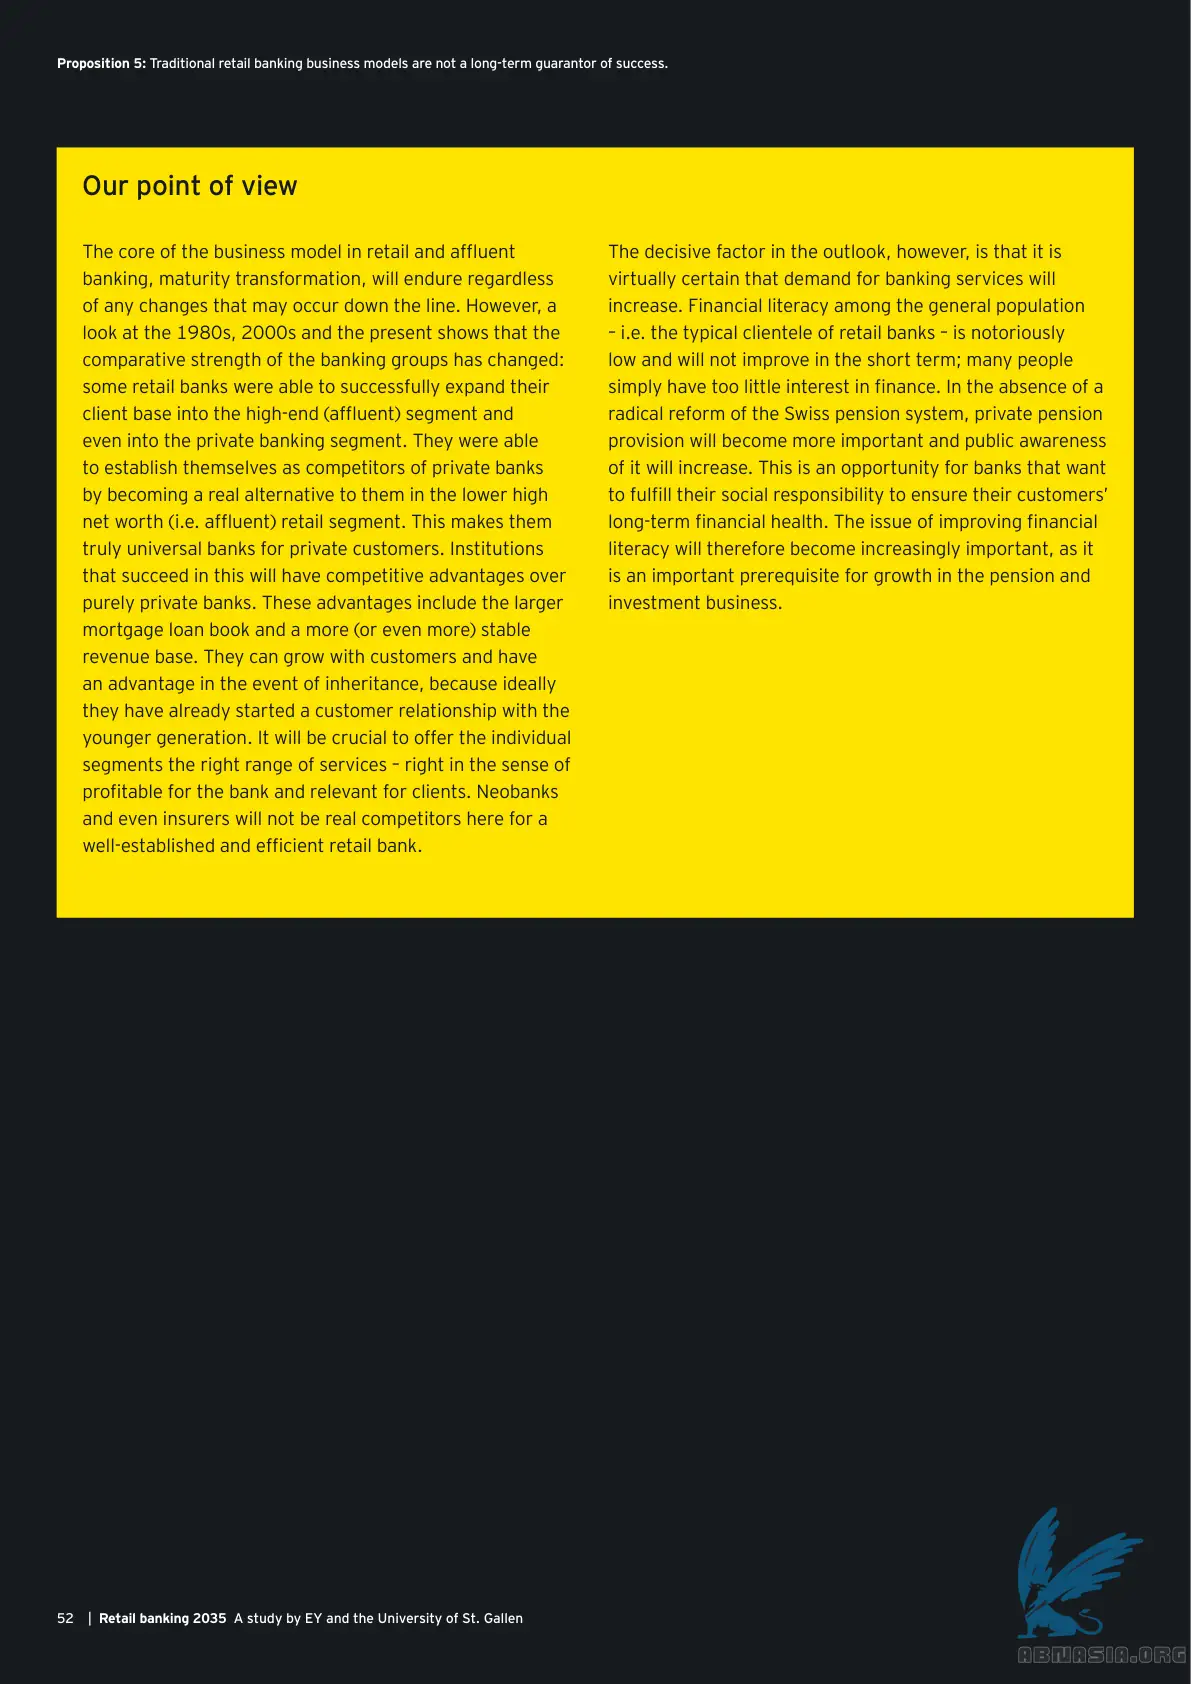 Proposition 5: Traditional retail banking business models are not a long-term guarantor of success.
Our point of view
The core of the business model in retail and affluent
banking, maturity transformation, will endure regardless
of any changes that may occur down the line. However, a
look at the 1980s, 2000s and the present shows that the
comparative strength of the banking groups has changed:
some retail banks were able to successfully expand their
client base into the high-end (affluent) segment and
even into the private banking segment. They were able
to establish themselves as competitors of private banks
by becoming a real alternative to them in the lower high
net worth (i.e. affluent) retail segment. This makes them
truly universal banks for private customers. Institutions
that succeed in this will have competitive advantages over
purely private banks. These advantages include the larger
mortgage loan book and a more (or even more) stable
revenue base. They can grow with customers and have
an advantage in the event of inheritance, because ideally
they have already started a customer relationship with the
younger generation. It will be crucial to offer the individual
segments the right range of services – right in the sense of
profitable for the bank and relevant for clients. Neobanks
and even insurers will not be real competitors here for a
well-established and efficient retail bank.
The decisive factor in the outlook, however, is that it is
virtually certain that demand for banking services will
increase. Financial literacy among the general population
– i.e. the typical clientele of retail banks – is notoriously
low and will not improve in the short term; many people
simply have too little interest in finance. In the absence of a
radical reform of the Swiss pension system, private pension
provision will become more important and public awareness
of it will increase. This is an opportunity for banks that want
to fulfill their social responsibility to ensure their customers’
long-term financial health. The issue of improving financial
literacy will therefore become increasingly important, as it
is an important prerequisite for growth in the pension and
investment business.
52 | Retail banking 2035 A study by EY and the University of St. Gallen
ABNASIA.ORG